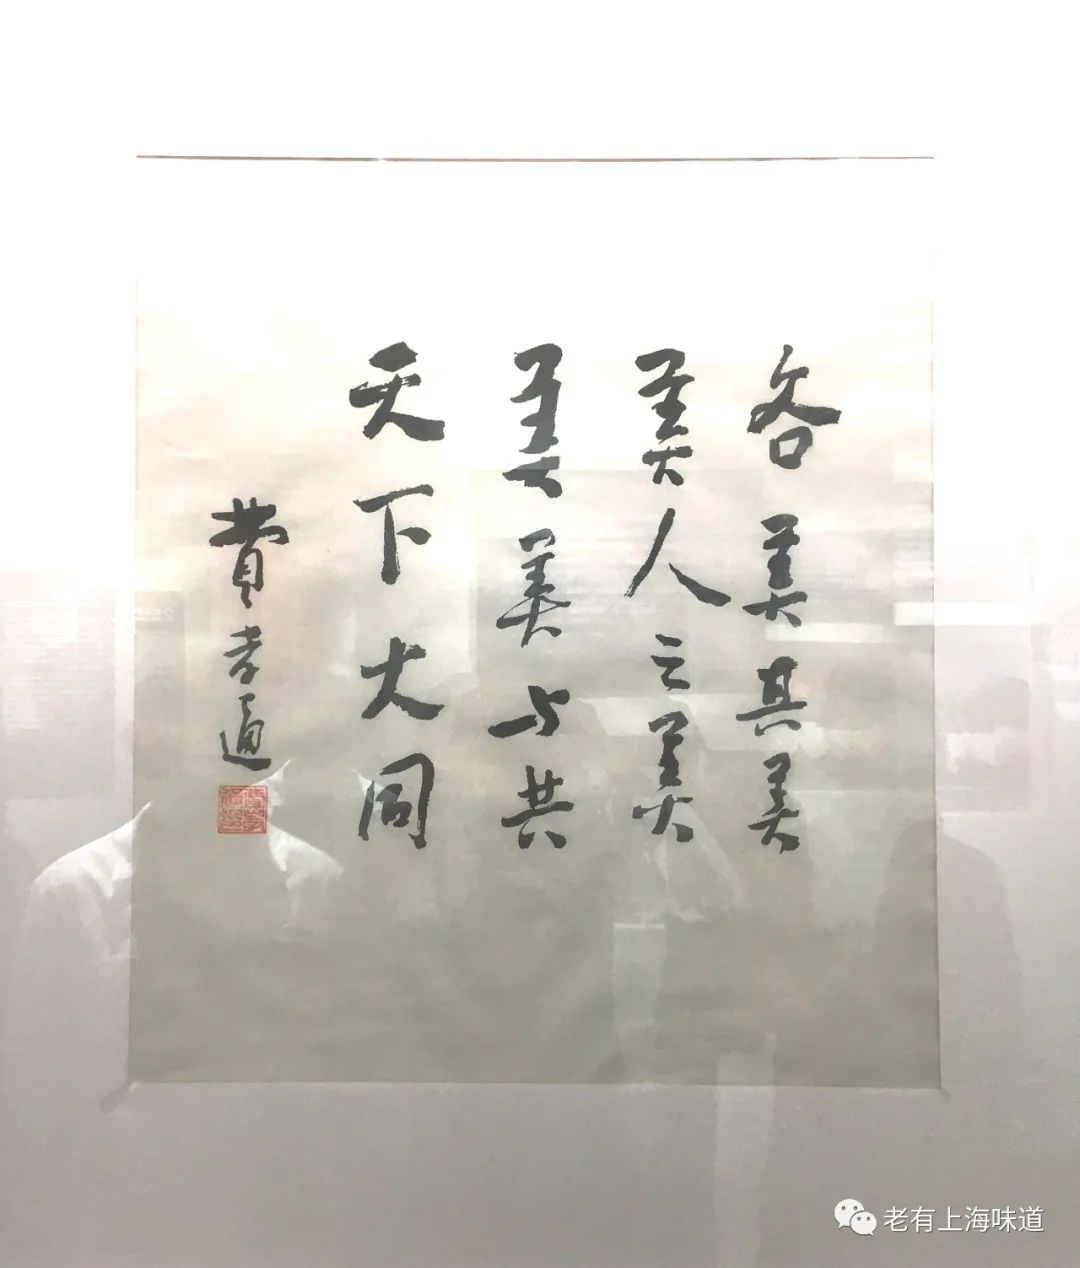 各美其美
美人之美
美美与共
天下大同
費孝通
老有上海味道